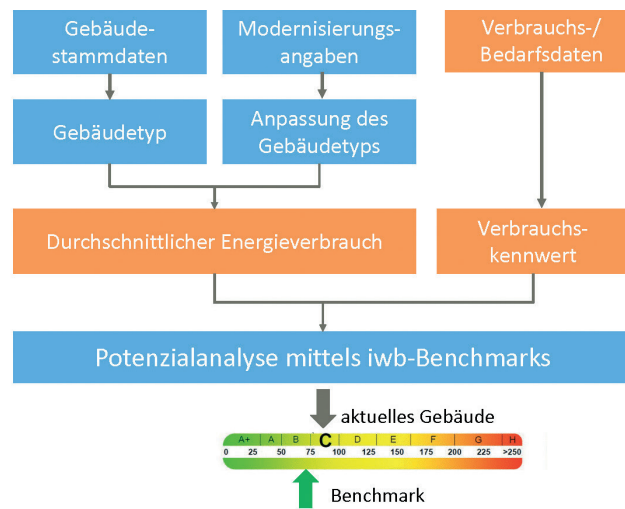 Gebäude-
stammdaten
Modernisierungs-
angaben
Verbrauchs-/
Bedarfsdaten
Gebäudetyp
Anpassung des
Gebäudetyps
Durchschnittlicher Energieverbrauch
Verbrauchs-
kennwert
Potenzialanalyse mittels iwb-Benchmarks
aktuelles Gebäude
A+ A B C D E F G H
0 25 50 75 100 125 150 175 200 225 >250
Benchmark